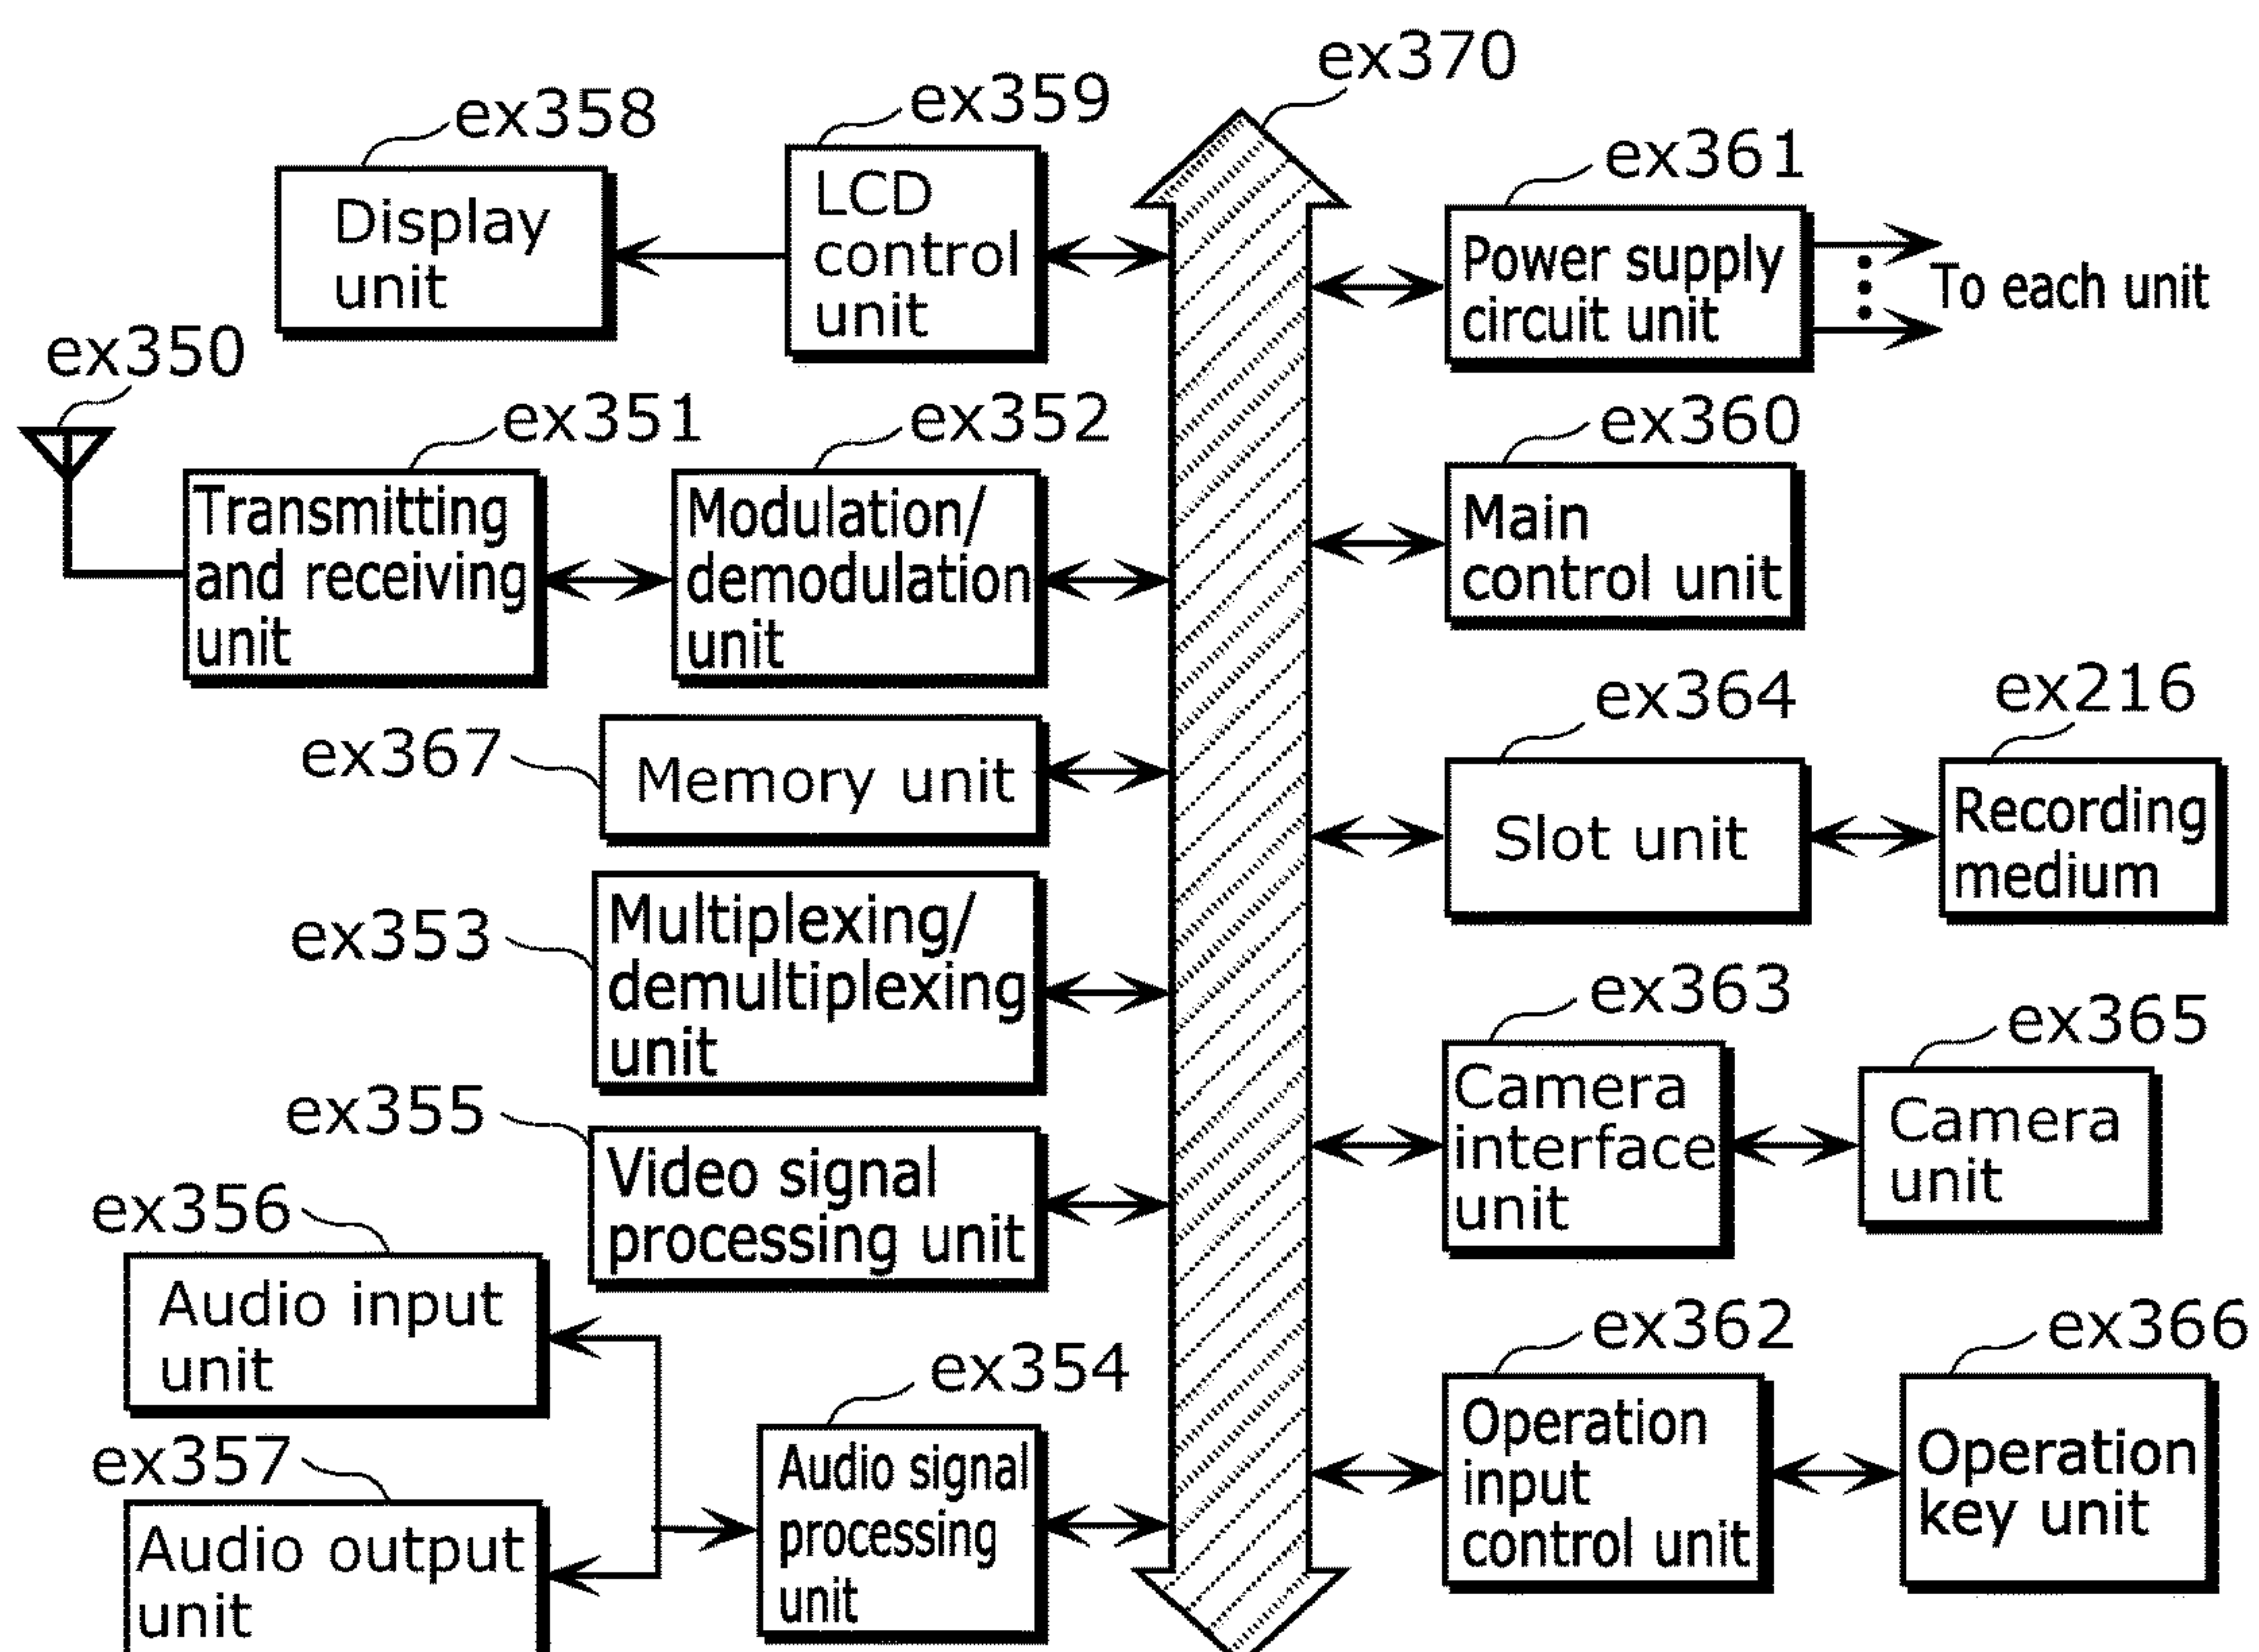 ex370
ex358
ex359
ex361
Display
unit
LCD
control
unit
Power supply
circuit unit
To each unit
ex350
ex351
ex352
ex360
Transmitting
and receiving
unit
Modulation/
demodulation
unit
Main
control unit
ex364
ex216
ex367
Memory unit
Slot unit
Recording
medium
ex353
Multiplexing/
demultiplexing
unit
ex363
ex365
Camera
interface
unit
Camera
unit
ex355
Video signal
processing unit
ex356
Audio input
unit
ex362
ex366
ex354
Operation
input
control unit
Operation
key unit
ex357
Audio output
unit
Audio signal
processing
unit